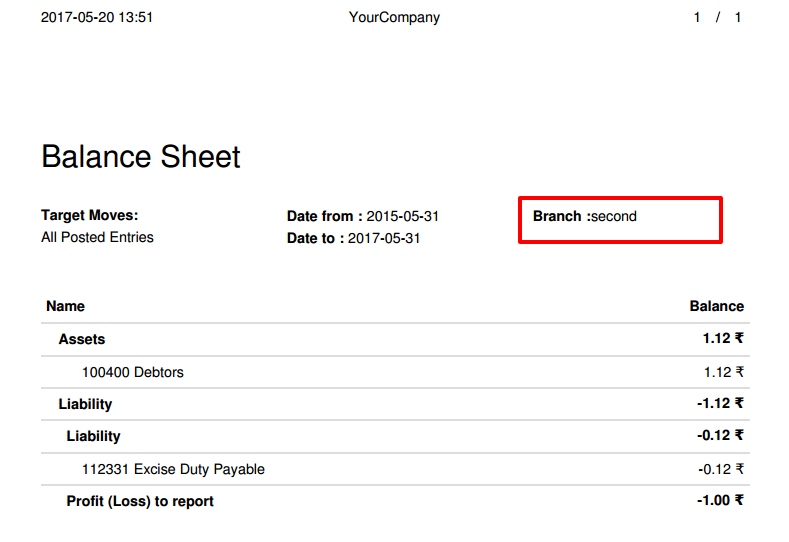 2017-05-20 13:51 YourCompany 1 / 1
Balance Sheet
Target Moves: Date from : 2015-05-31 Branch :second
All Posted Entries Date to : 2017-05-31
Name Balance
Assets 1.12 ₹
100400 Debtors 1.12 ₹
Liability -1.12 ₹
Liability -0.12 ₹
112331 Excise Duty Payable -0.12 ₹
Profit (Loss) to report -1.00 ₹